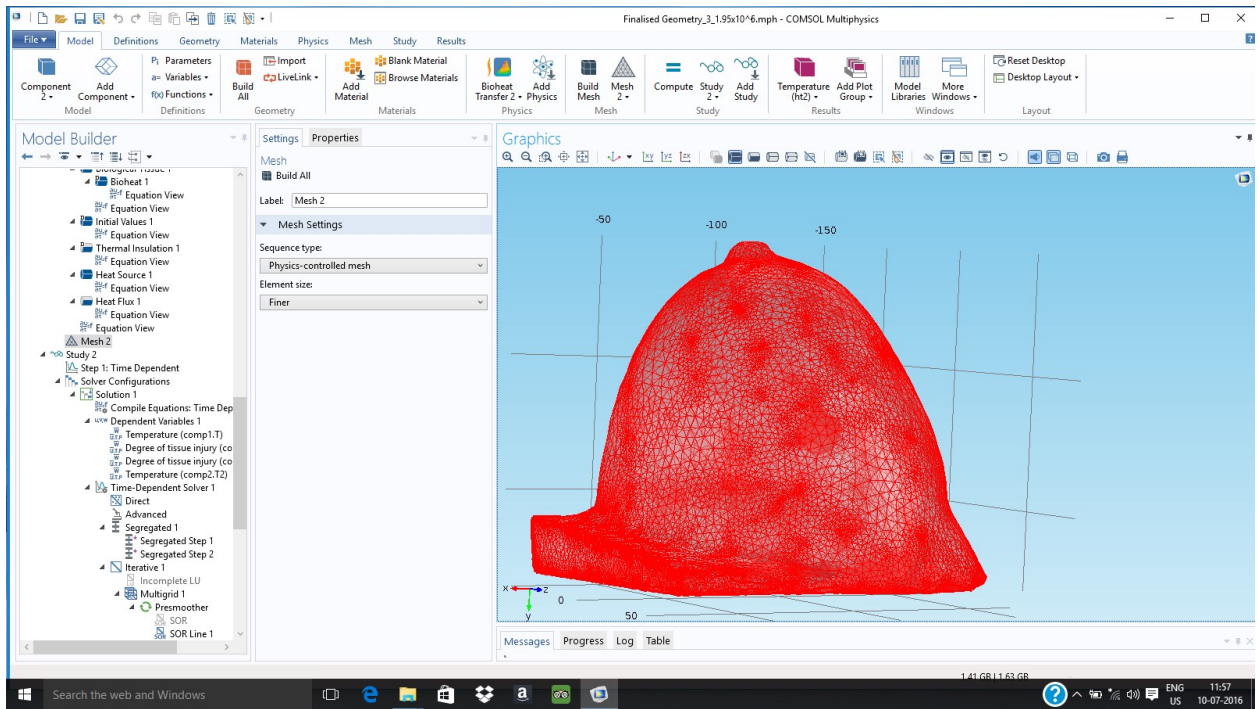 Finalised Geometry_3_1.95x10^6.mph - COMSOL Multiphysics
File Model Definitions Geometry Materials Physics Mesh Study Results
Component 2
Add Component
Model
Pi Parameters
a= Variables
f(x) Functions
Definitions
Build All
Import
LiveLink
Geometry
Add Material
Blank Material
Browse Materials
Materials
Bioheat Transfer 2
Add Physics
Physics
Build Mesh
Mesh 2
Mesh
Compute
Study 2
Add Study
Study
Temperature (ht2)
Add Plot Group
Results
Model Libraries
More Windows
Windows
Reset Desktop
Desktop Layout
Layout
Model Builder
Biological Tissue 1
Bioheat 1
Equation View
Equation View
Initial Values 1
Equation View
Thermal Insulation 1
Equation View
Heat Source 1
Equation View
Heat Flux 1
Equation View
Equation View
Mesh 2
Study 2
Step 1: Time Dependent
Solver Configurations
Solution 1
Compile Equations: Time Dep
Dependent Variables 1
Temperature (comp1.T)
Degree of tissue injury (co
Degree of tissue injury (co
Temperature (comp2.T2)
Time-Dependent Solver 1
Direct
Advanced
Segregated 1
Segregated Step 1
Segregated Step 2
Iterative 1
Incomplete LU
Multigrid 1
Presmoother
SOR
SOR Line 1
Settings Properties
Mesh
Build All
Label: Mesh 2
Mesh Settings
Sequence type:
Physics-controlled mesh
Element size:
Finer
Graphics
xy yz zx
-50
-100
-150
x z
y
0
50
Messages Progress Log Table
1.41 GB | 1.63 GB
Search the web and Windows
ENG
US
11:57
10-07-2016